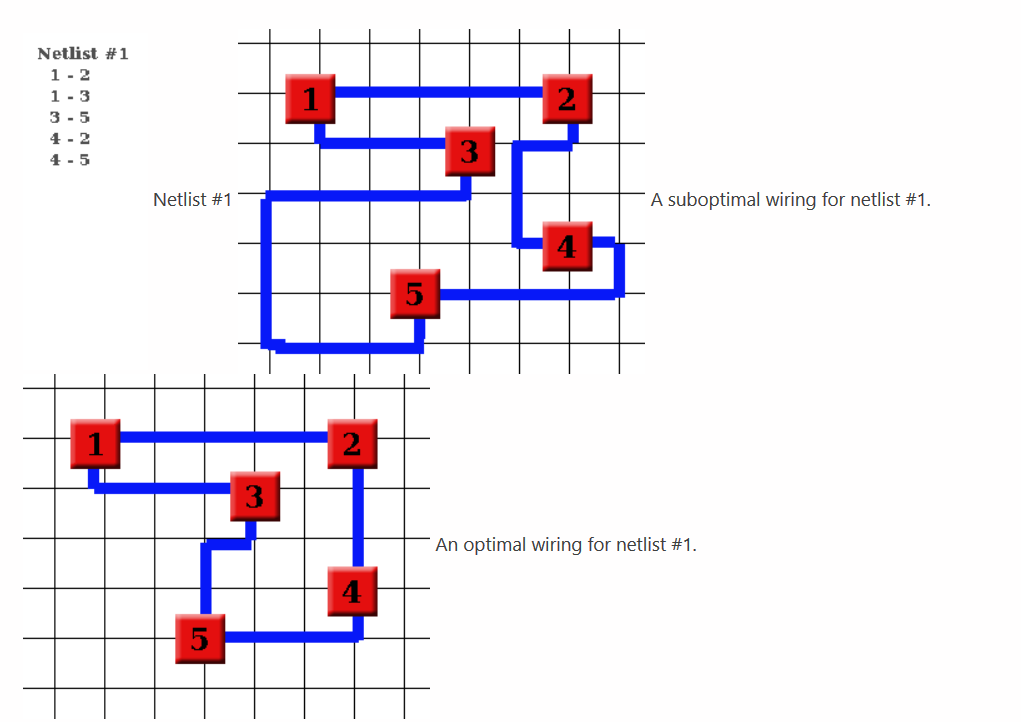 Netlist #1
1 - 2
1 - 3
3 - 5
4 - 2
4 - 5
Netlist #1
1
2
3
4
5
A suboptimal wiring for netlist #1.
1
2
3
4
5
An optimal wiring for netlist #1.